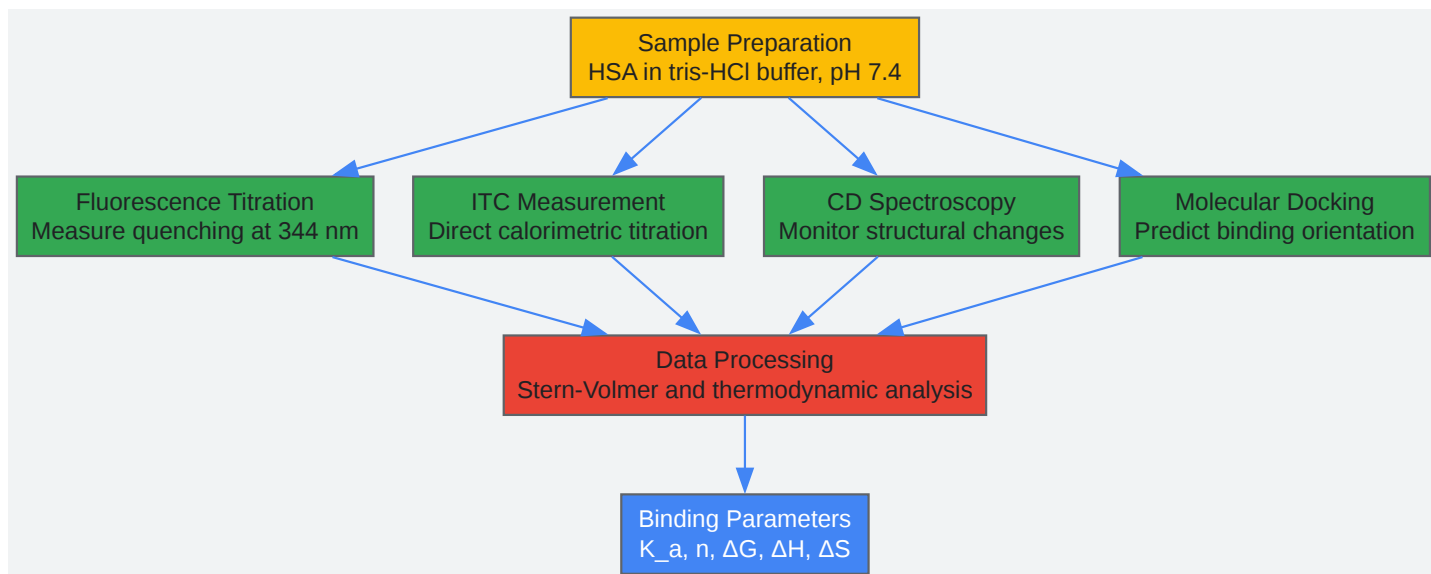 Sample Preparation
HSA in tris-HCl buffer, pH 7.4
Fluorescence Titration
Measure quenching at 344 nm
ITC Measurement
Direct calorimetric titration
CD Spectroscopy
Monitor structural changes
Molecular Docking
Predict binding orientation
Data Processing
Stern-Volmer and thermodynamic analysis
Binding Parameters
K_a, n, ΔG, ΔH, ΔS